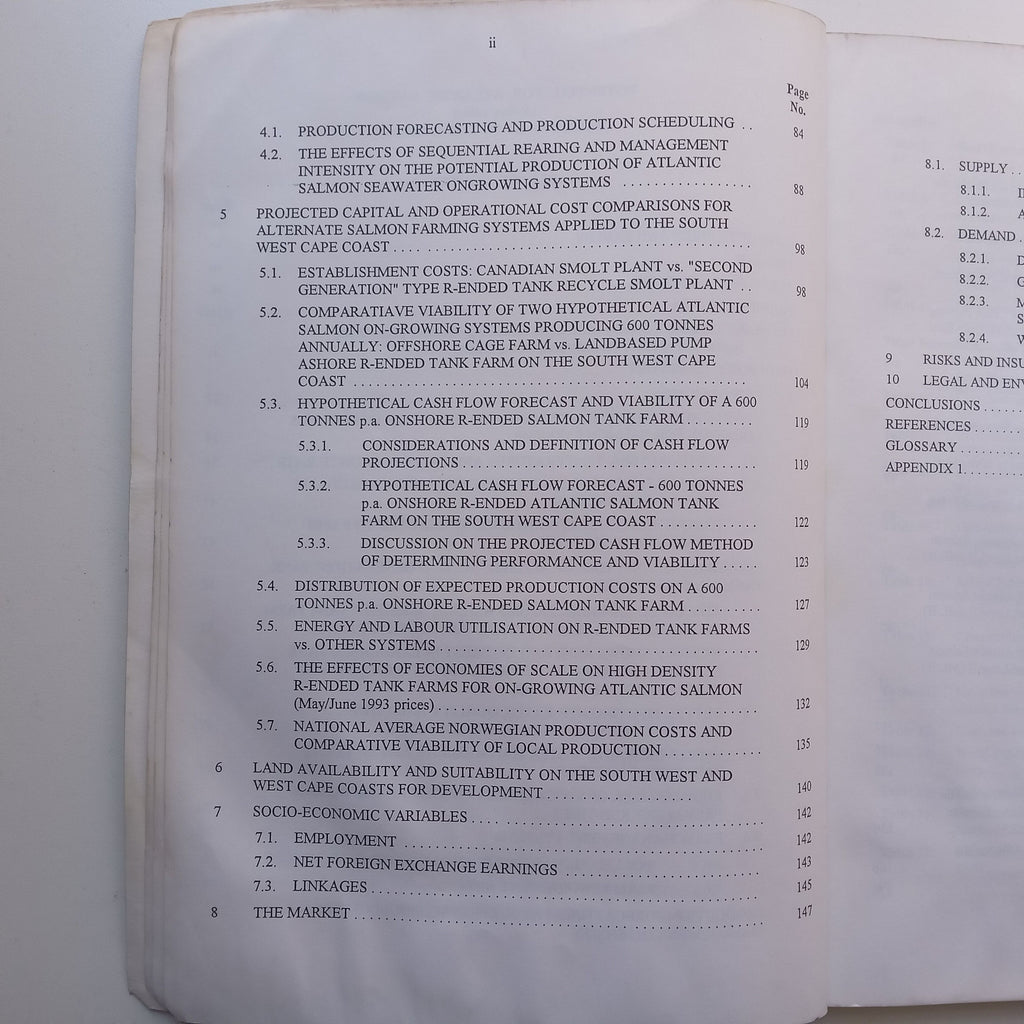 ii
Page
No.
4.1. PRODUCTION FORECASTING AND PRODUCTION SCHEDULING . . 84
4.2. THE EFFECTS OF SEQUENTIAL REARING AND MANAGEMENT
INTENSITY ON THE POTENTIAL PRODUCTION OF ATLANTIC
SALMON SEAWATER ONGROWING SYSTEMS . . . . . . . . . . . . . . . . 88
5 PROJECTED CAPITAL AND OPERATIONAL COST COMPARISONS FOR
ALTERNATE SALMON FARMING SYSTEMS APPLIED TO THE SOUTH
WEST CAPE COAST . . . . . . . . . . . . . . . . . . . . . . . . . . . . . . . . . . . . . . . . . . . . 98
5.1. ESTABLISHMENT COSTS: CANADIAN SMOLT PLANT vs. "SECOND
GENERATION" TYPE R-ENDED TANK RECYCLE SMOLT PLANT . . 98
5.2. COMPARATIAVE VIABILITY OF TWO HYPOTHETICAL ATLANTIC
SALMON ON-GROWING SYSTEMS PRODUCING 600 TONNES
ANNUALLY: OFFSHORE CAGE FARM vs. LANDBASED PUMP
ASHORE R-ENDED TANK FARM ON THE SOUTH WEST CAPE
COAST . . . . . . . . . . . . . . . . . . . . . . . . . . . . . . . . . . . . . . . . . . . . . . . . 104
5.3. HYPOTHETICAL CASH FLOW FORECAST AND VIABILITY OF A 600
TONNES p.a. ONSHORE R-ENDED SALMON TANK FARM . . . . . . . . . 119
5.3.1. CONSIDERATIONS AND DEFINITION OF CASH FLOW
PROJECTIONS . . . . . . . . . . . . . . . . . . . . . . . . . . . . . . . . . . . . 119
5.3.2. HYPOTHETICAL CASH FLOW FORECAST - 600 TONNES
p.a. ONSHORE R-ENDED ATLANTIC SALMON TANK
FARM ON THE SOUTH WEST CAPE COAST . . . . . . . . . . . . . 122
5.3.3. DISCUSSION ON THE PROJECTED CASH FLOW METHOD
OF DETERMINING PERFORMANCE AND VIABILITY . . . . . 123
5.4. DISTRIBUTION OF EXPECTED PRODUCTION COSTS ON A 600
TONNES p.a. ONSHORE R-ENDED SALMON TANK FARM . . . . . . . . . . 127
5.5. ENERGY AND LABOUR UTILISATION ON R-ENDED TANK FARMS
vs. OTHER SYSTEMS . . . . . . . . . . . . . . . . . . . . . . . . . . . . . . . . . . . . . . . 129
5.6. THE EFFECTS OF ECONOMIES OF SCALE ON HIGH DENSITY
R-ENDED TANK FARMS FOR ON-GROWING ATLANTIC SALMON
(May/June 1993 prices) . . . . . . . . . . . . . . . . . . . . . . . . . . . . . . . . . . . . . . . 132
5.7. NATIONAL AVERAGE NORWEGIAN PRODUCTION COSTS AND
COMPARATIVE VIABILITY OF LOCAL PRODUCTION . . . . . . . . . . . . 135
6 LAND AVAILABILITY AND SUITABILITY ON THE SOUTH WEST AND
WEST CAPE COASTS FOR DEVELOPMENT . . . . . . . . . . . . . . . . . . 140
7 SOCIO-ECONOMIC VARIABLES . . . . . . . . . . . . . . . . . . . . . . . . . . . . . . . . . . . 142
7.1. EMPLOYMENT . . . . . . . . . . . . . . . . . . . . . . . . . . . . . . . . . . . . . . . . . . . 142
7.2. NET FOREIGN EXCHANGE EARNINGS . . . . . . . . . . . . . . . . . . . . . . . . 143
7.3. LINKAGES . . . . . . . . . . . . . . . . . . . . . . . . . . . . . . . . . . . . . . . . . . . . . . 145
8 THE MARKET . . . . . . . . . . . . . . . . . . . . . . . . . . . . . . . . . . . . . . . . . . . . . . . . . 147
8.1. SUPPLY . .
8.1.1.
8.1.2.
8.2. DEMAND .
8.2.1.
8.2.2.
8.2.3.
8.2.4.
9 RISKS AND INSU
10 LEGAL AND ENV
CONCLUSIONS . . . . .
REFERENCES . . . . . .
GLOSSARY . . . . . . . .
APPENDIX 1. . . . . . . .